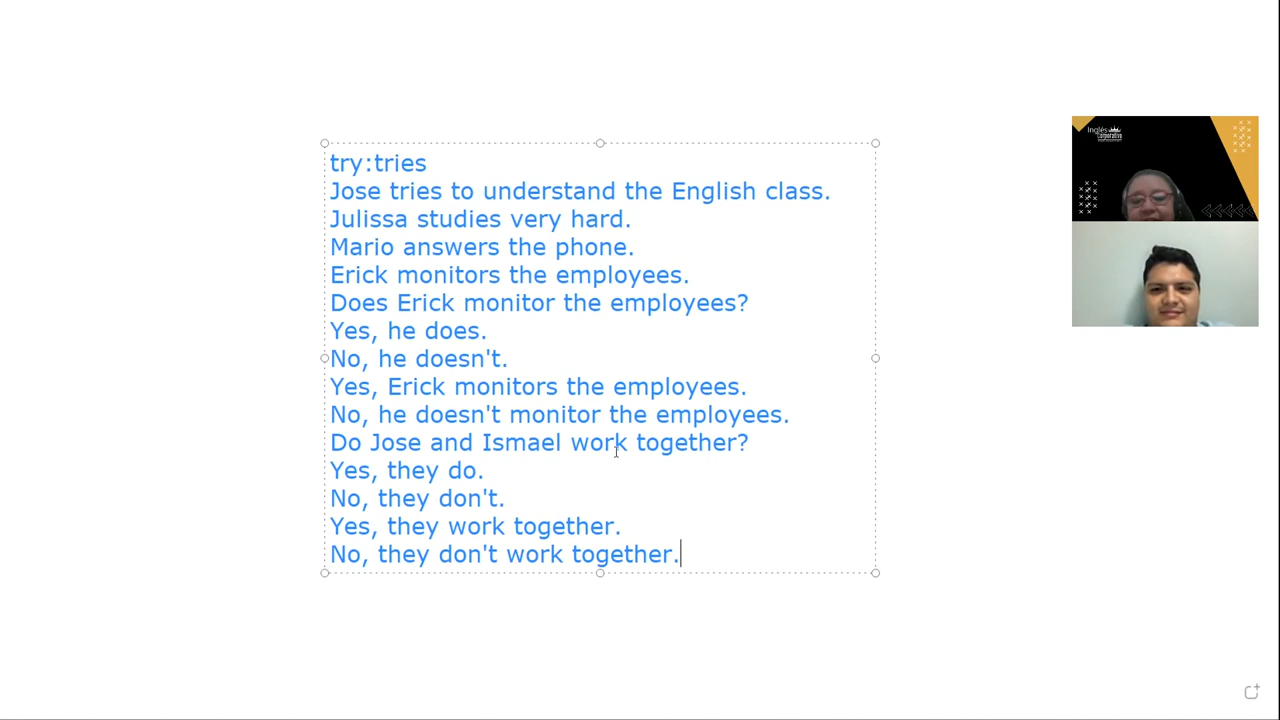 try:tries
Jose tries to understand the English class.
Julissa studies very hard.
Mario answers the phone.
Erick monitors the employees.
Does Erick monitor the employees?
Yes, he does.
No, he doesn't.
Yes, Erick monitors the employees.
No, he doesn't monitor the employees.
Do Jose and Ismael work together?
Yes, they do.
No, they don't.
Yes, they work together.
No, they don't work together.
Inglés
Corporativo